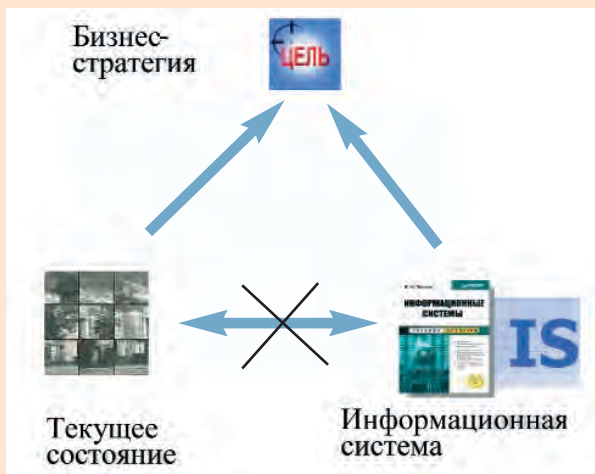 Бизнес-
стратегия
ЦЕЛЬ
ИНФОРМАЦИОННЫЕ
СИСТЕМЫ
IS
Текущее
состояние
Информационная
система